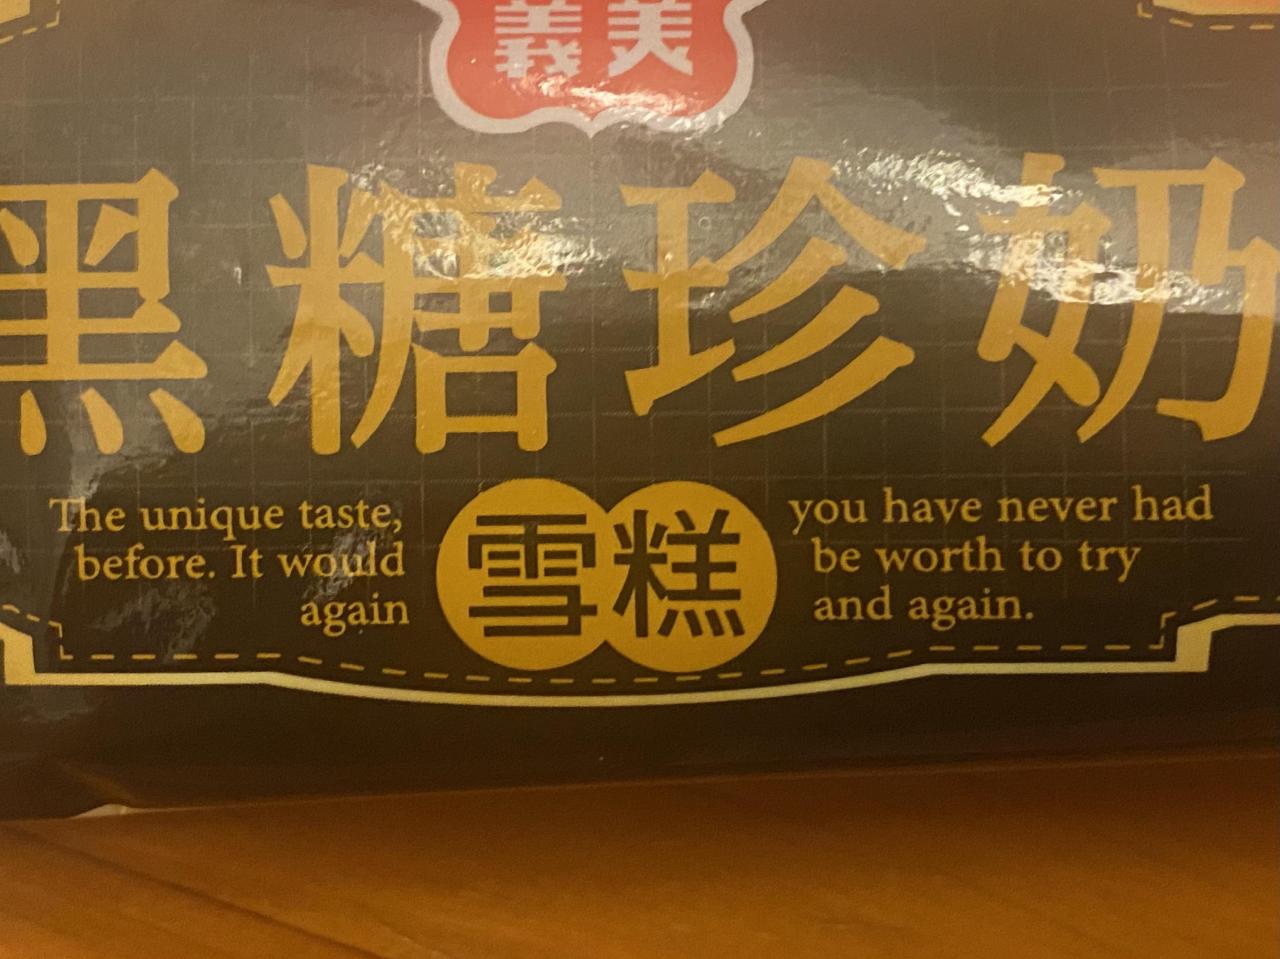 義美
黑糖珍奶
雪糕
The unique taste, you have never had
before. It would be worth to try
again and again.